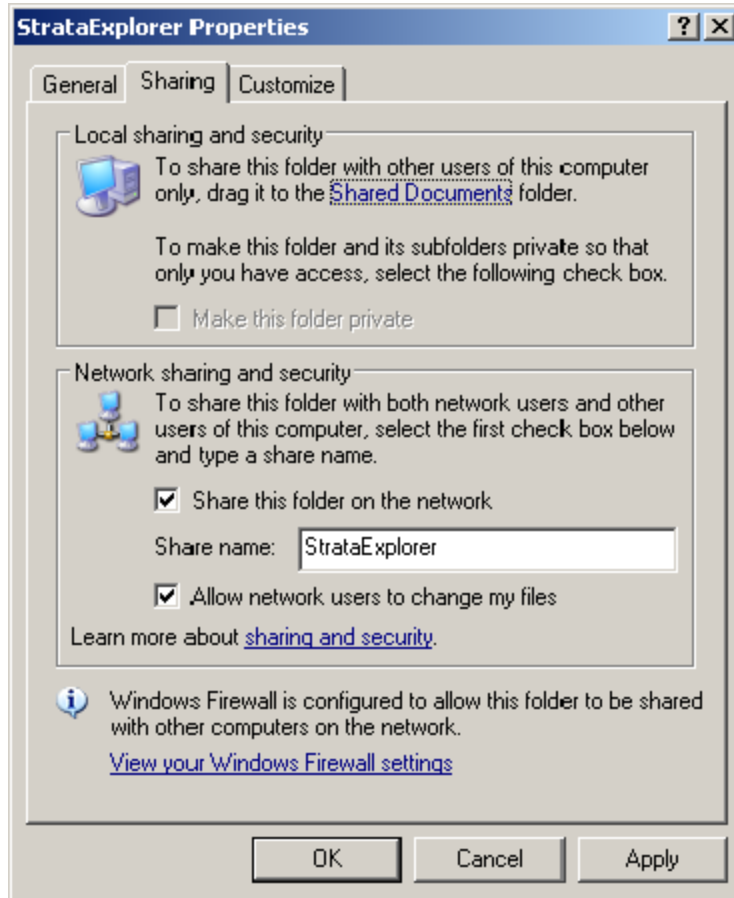 StrataExplorer Properties
General Sharing Customize
Local sharing and security
To share this folder with other users of this computer
only, drag it to the Shared Documents folder.
To make this folder and its subfolders private so that
only you have access, select the following check box.
Make this folder private
Network sharing and security
To share this folder with both network users and other
users of this computer, select the first check box below
and type a share name.
Share this folder on the network
Share name: StrataExplorer
Allow network users to change my files
Learn more about sharing and security.
Windows Firewall is configured to allow this folder to be shared
with other computers on the network.
View your Windows Firewall settings
OK Cancel Apply